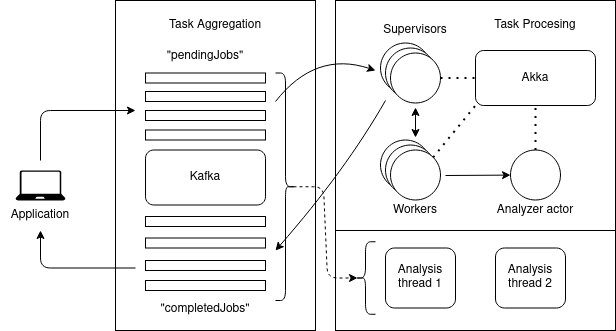 Task Aggregation
"pendingJobs"
Kafka
"completedJobs"
Application
Supervisors
Task Procesing
Akka
Workers
Analyzer actor
Analysis
thread 1
Analysis
thread 2